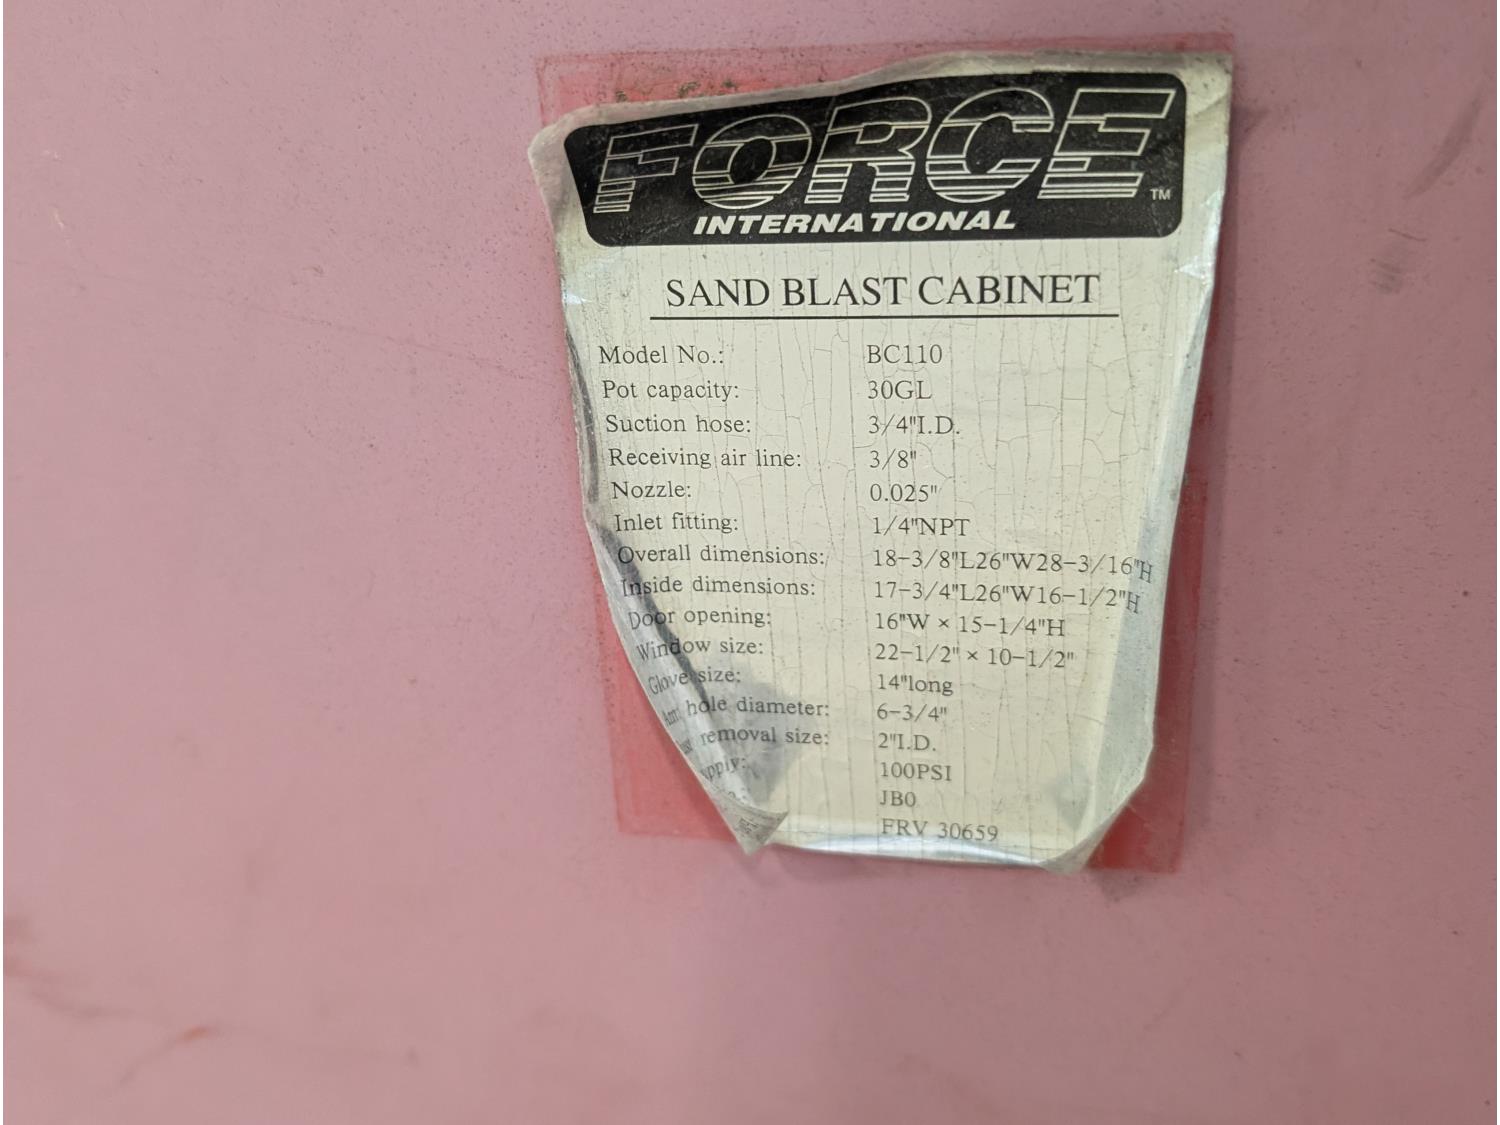 FORCE
INTERNATIONAL™
SAND BLAST CABINET
Model No.: BC110
Pot capacity: 30GL
Suction hose: 3/4"I.D.
Receiving air line: 3/8"
Nozzle: 0.025"
Inlet fitting: 1/4"NPT
Overall dimensions: 18-3/8"L26"W28-3/16"H
Inside dimensions: 17-3/4"L26"W16-1/2"H
Door opening: 16"W × 15-1/4"H
Window size: 22-1/2" × 10-1/2"
Glove size: 14"long
hole diameter: 6-3/4"
removal size: 2"I.D.
100PSI
JB0
FRV 30659